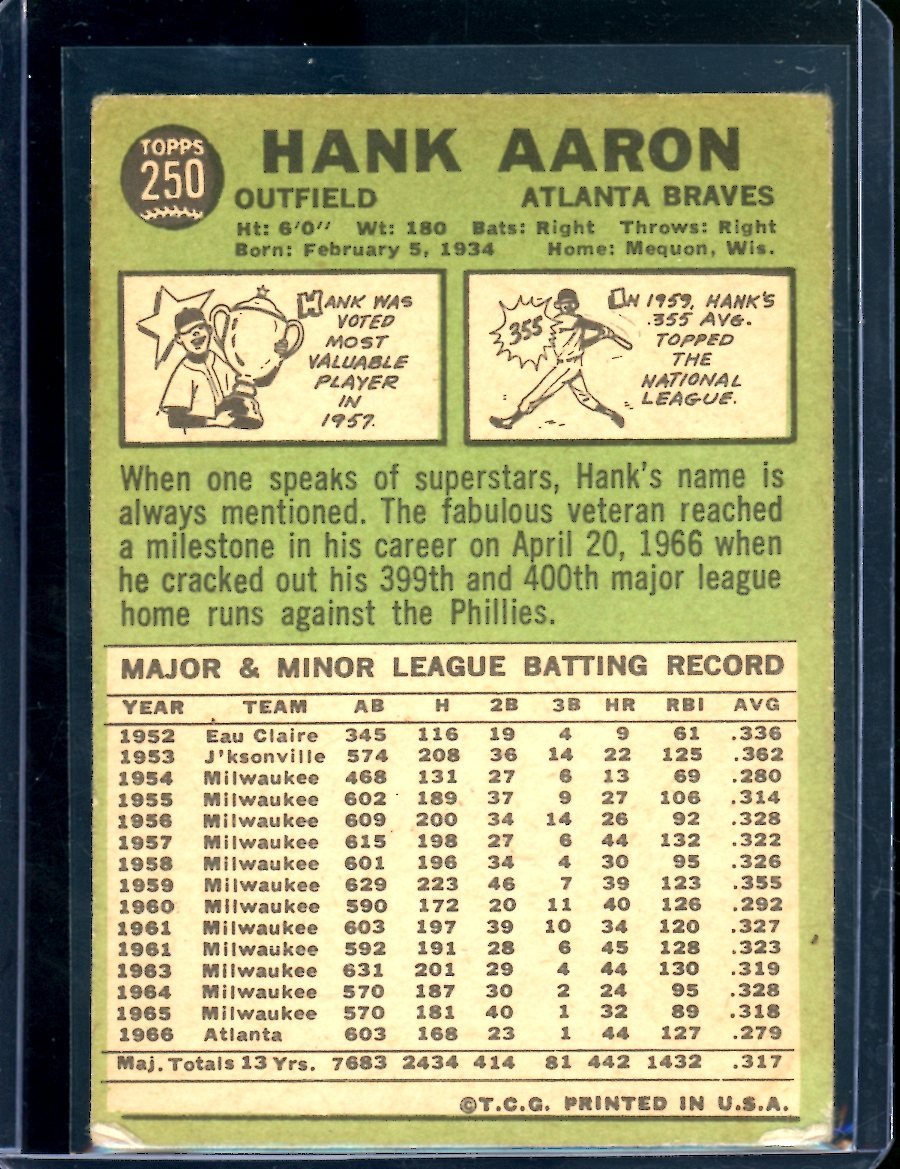 TOPPS
250
HANK AARON
OUTFIELD ATLANTA BRAVES
Ht: 6'0" Wt: 180 Bats: Right Throws: Right
Born: February 5, 1934 Home: Mequon, Wis.
HANK WAS
VOTED
MOST
VALUABLE
PLAYER
IN
1957.
355
IN 1959, HANK'S
.355 AVG.
TOPPED
THE
NATIONAL
LEAGUE.
When one speaks of superstars, Hank's name is
always mentioned. The fabulous veteran reached
a milestone in his career on April 20, 1966 when
he cracked out his 399th and 400th major league
home runs against the Phillies.
MAJOR & MINOR LEAGUE BATTING RECORD
YEAR TEAM AB H 2B 3B HR RBI AVG
1952 Eau Claire 345 116 19 4 9 61 .336
1953 J'ksonville 574 208 36 14 22 125 .362
1954 Milwaukee 468 131 27 6 13 69 .280
1955 Milwaukee 602 189 37 9 27 106 .314
1956 Milwaukee 609 200 34 14 26 92 .328
1957 Milwaukee 615 198 27 6 44 132 .322
1958 Milwaukee 601 196 34 4 30 95 .326
1959 Milwaukee 629 223 46 7 39 123 .355
1960 Milwaukee 590 172 20 11 40 126 .292
1961 Milwaukee 603 197 39 10 34 120 .327
1961 Milwaukee 592 191 28 6 45 128 .323
1963 Milwaukee 631 201 29 4 44 130 .319
1964 Milwaukee 570 187 30 2 24 95 .328
1965 Milwaukee 570 181 40 1 32 89 .318
1966 Atlanta 603 168 23 1 44 127 .279
Maj. Totals 13 Yrs. 7683 2434 414 81 442 1432 .317
©T.C.G. PRINTED IN U.S.A.